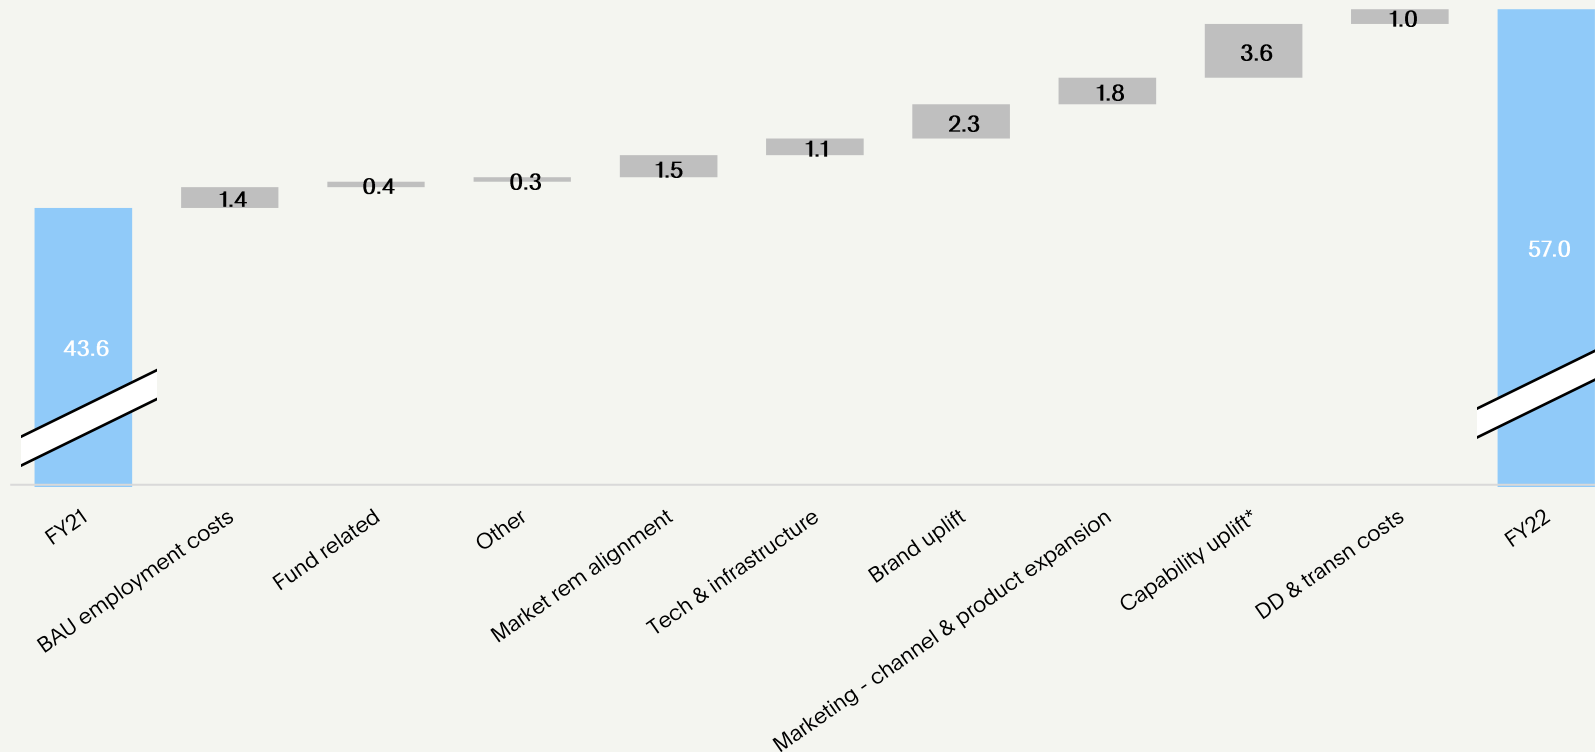 1.0
3.6
1.8
2.3
1.1
1.5
0.3
0.4
1.4
57.0
43.6
FY21
BAU employment costs
Fund related
Other
Market rem alignment
Tech & infrastructure
Brand uplift
Marketing - channel & product expansion
Capability uplift*
DD & transn costs
FY22